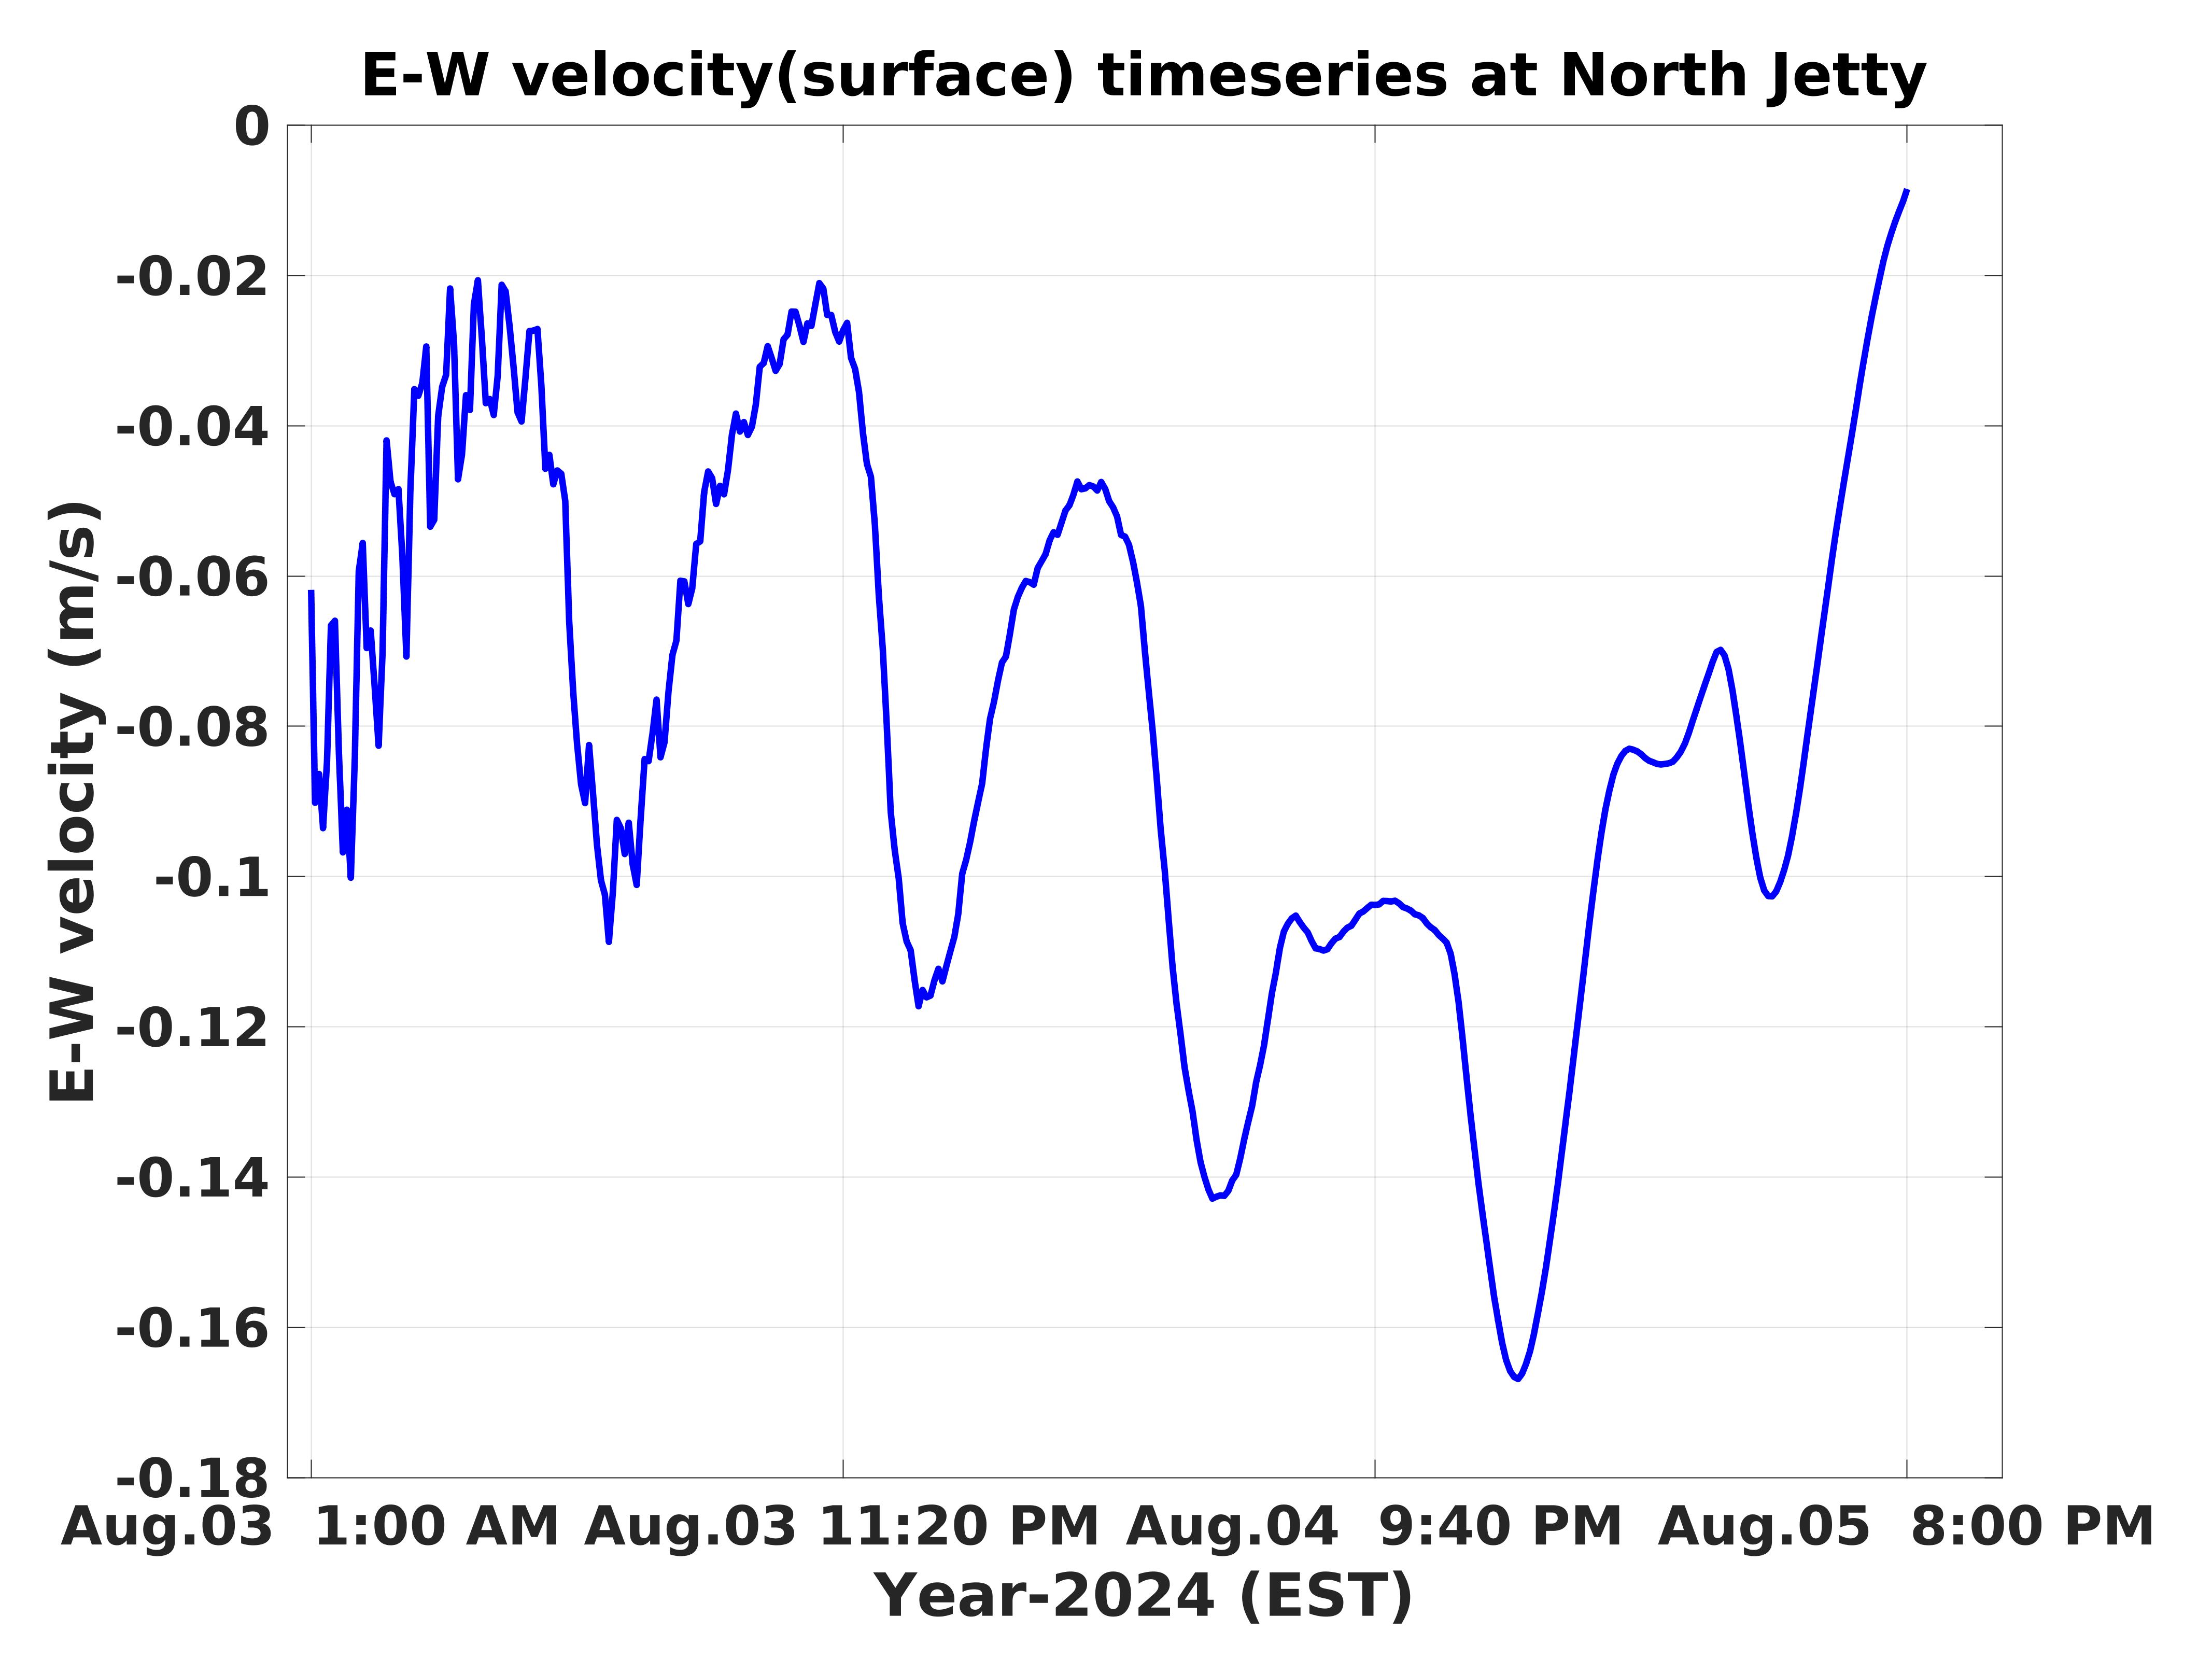 E-W velocity(surface) timeseries at North Jetty
E-W velocity (m/s)
0
-0.02
-0.04
-0.06
-0.08
-0.1
-0.12
-0.14
-0.16
-0.18
Aug.03 1:00 AM Aug.03 11:20 PM Aug.04 9:40 PM Aug.05 8:00 PM
Year-2024 (EST)